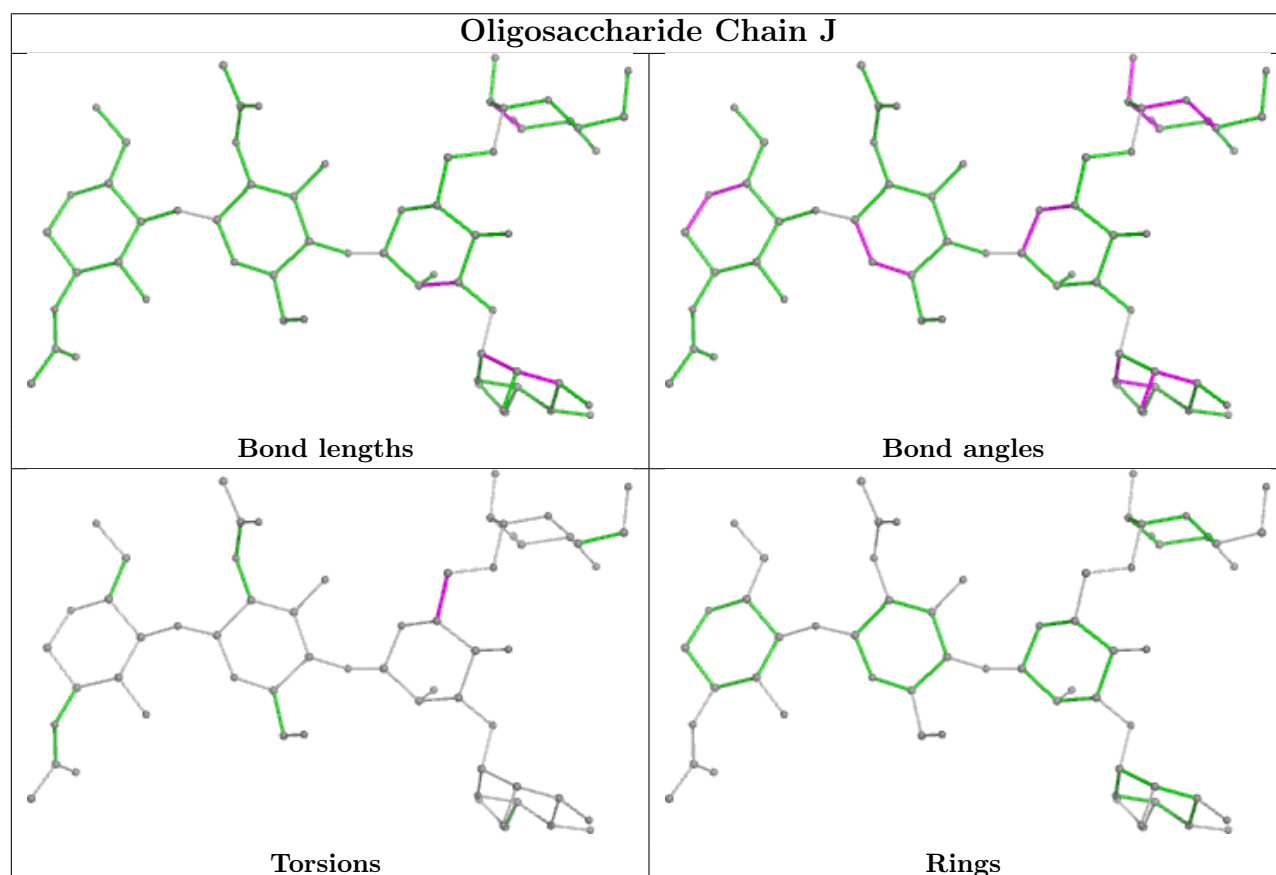 Oligosaccharide Chain J
Bond lengths
Bond angles
Torsions
Rings